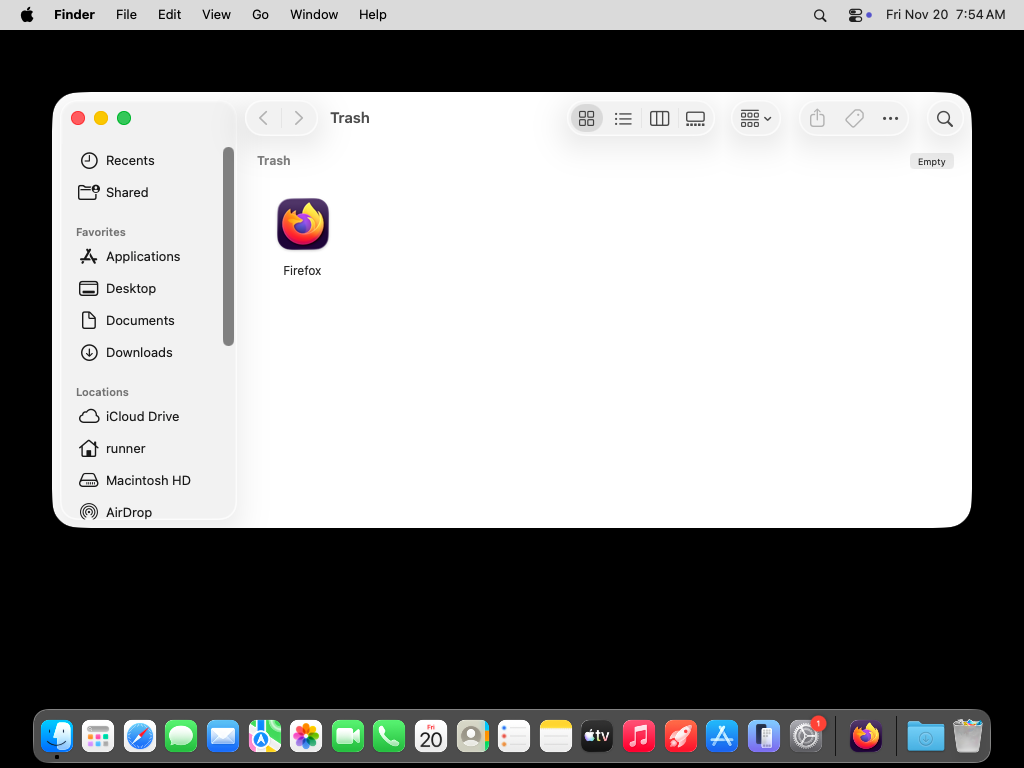 Finder File Edit View Go Window Help Fri Nov 20 7:54 AM
Trash
Recents
Shared
Favorites
Applications
Desktop
Documents
Downloads
Locations
iCloud Drive
runner
Macintosh HD
AirDrop
Trash Empty
Firefox
Fri
20
tv
1